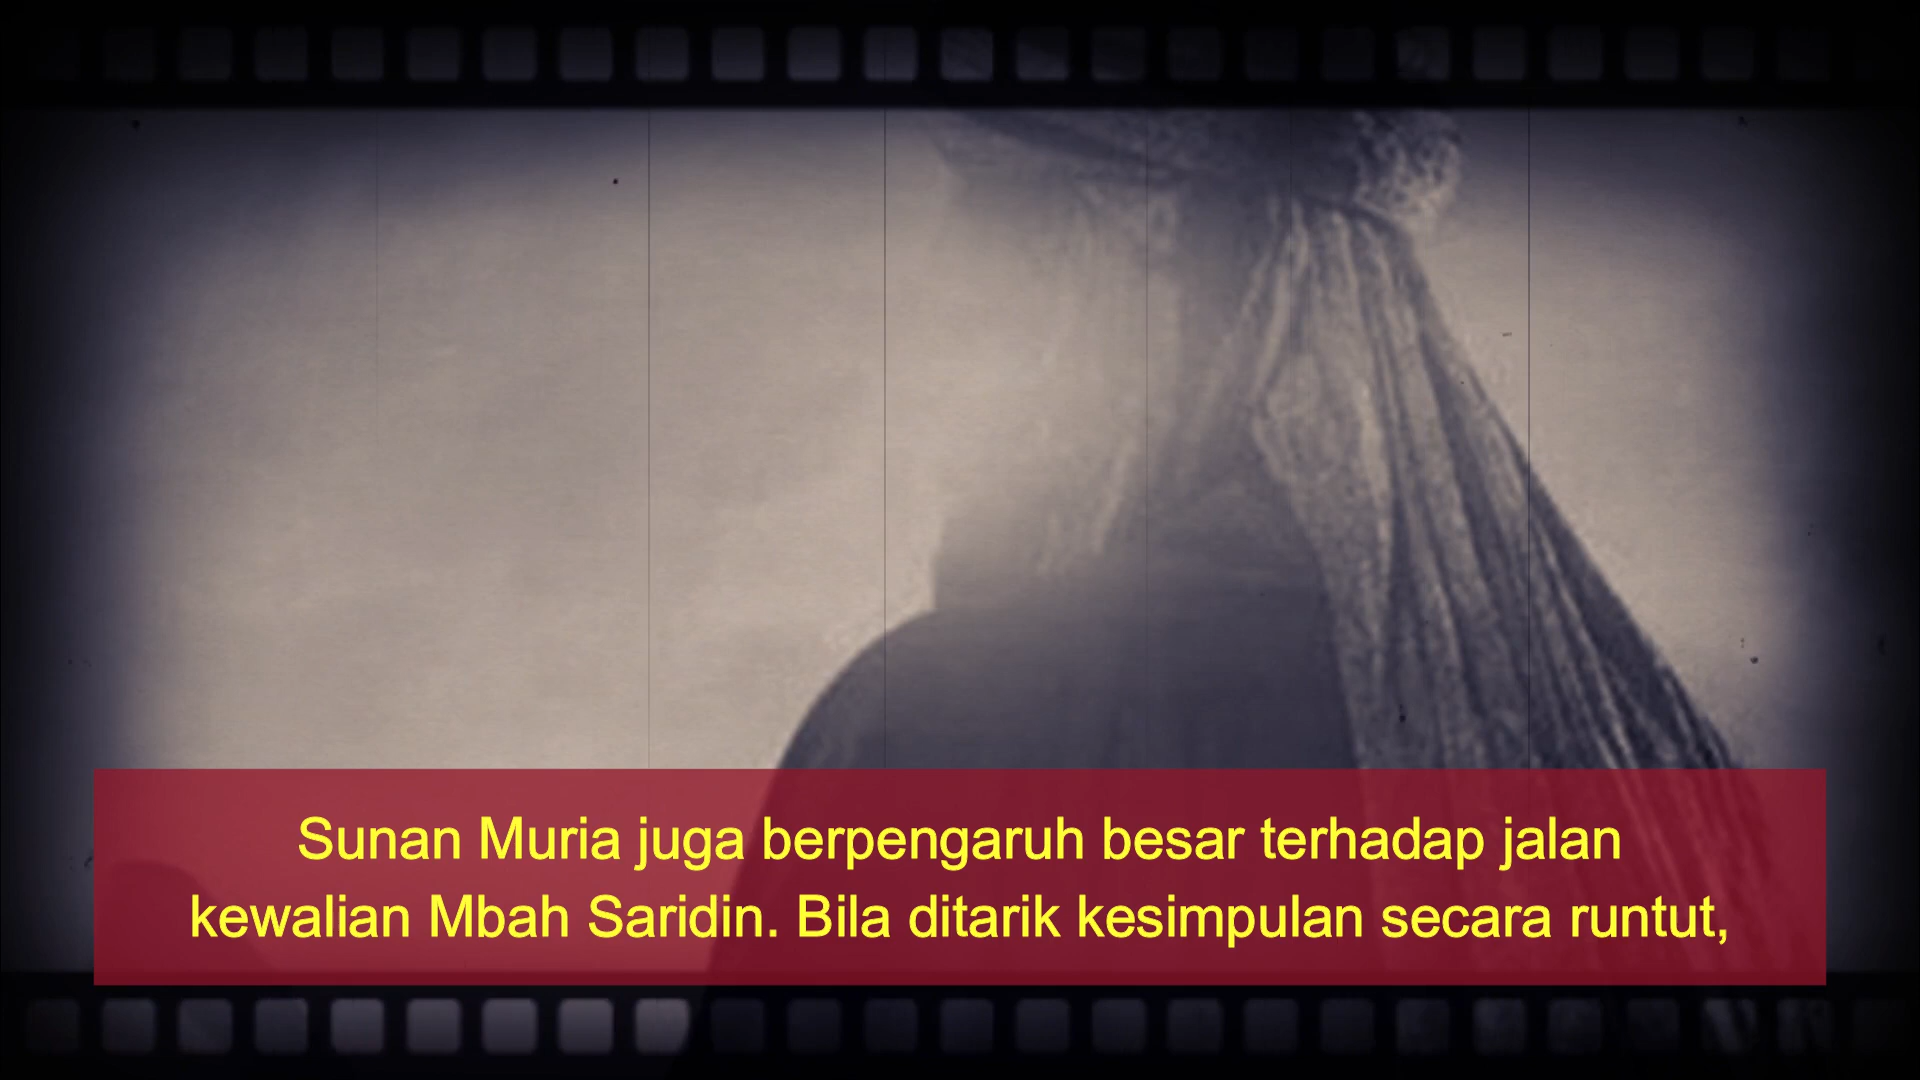 Sunan Muria juga berpengaruh besar terhadap jalan
kewalian Mbah Saridin. Bila ditarik kesimpulan secara runtut,